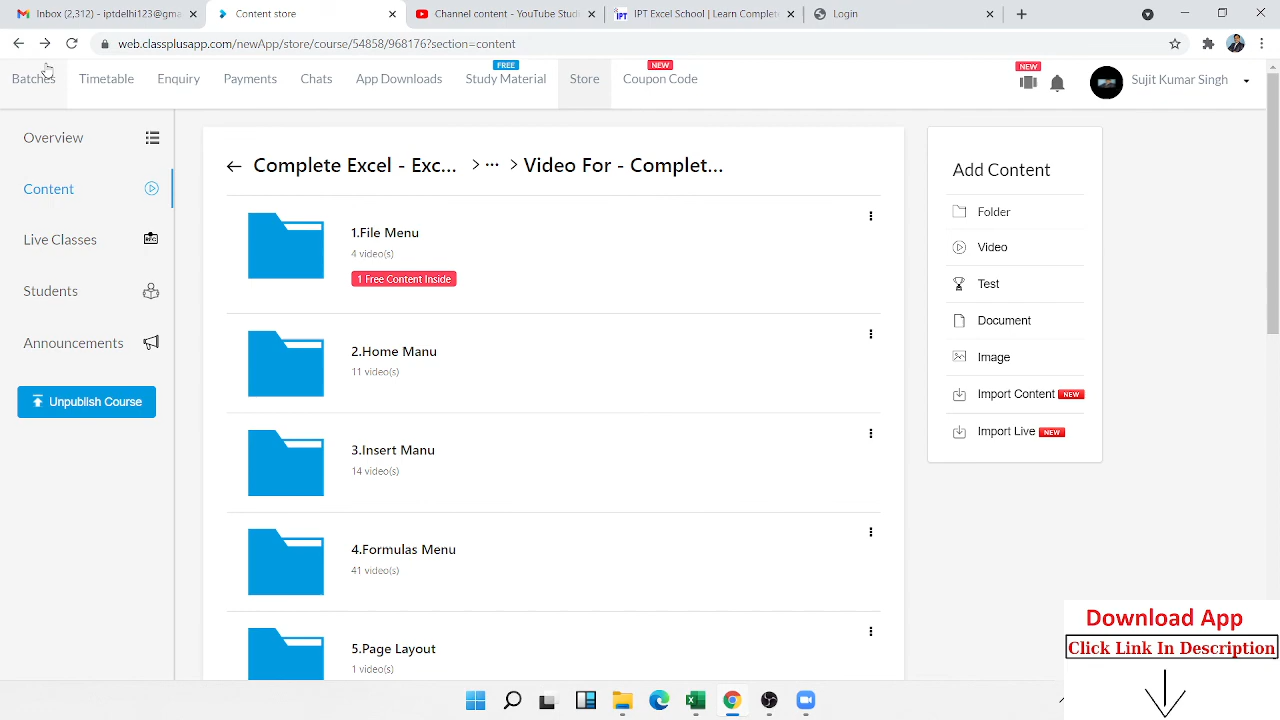 Inbox (2,312) - iptdelhi123@gma
Content store
Channel content - YouTube Stud
IPT
IPT Excel School | Learn Complete
Login
web.classplusapp.com/newApp/store/course/54858/968176?section=content
FREE
NEW
Batches
Timetable
Enquiry
Payments
Chats
App Downloads
Study Material
Store
Coupon Code
NEW
Sujit Kumar Singh
Overview
Content
Live Classes
Students
Announcements
Unpublish Course
Complete Excel - Exc... > ... > Video For - Complet...
1.File Menu
4 video(s)
1 Free Content Inside
2.Home Manu
11 video(s)
3.Insert Manu
14 video(s)
4.Formulas Menu
41 video(s)
5.Page Layout
1 video(s)
Add Content
Folder
Video
Test
Document
Image
Import Content NEW
Import Live NEW
Download App
Click Link In Description